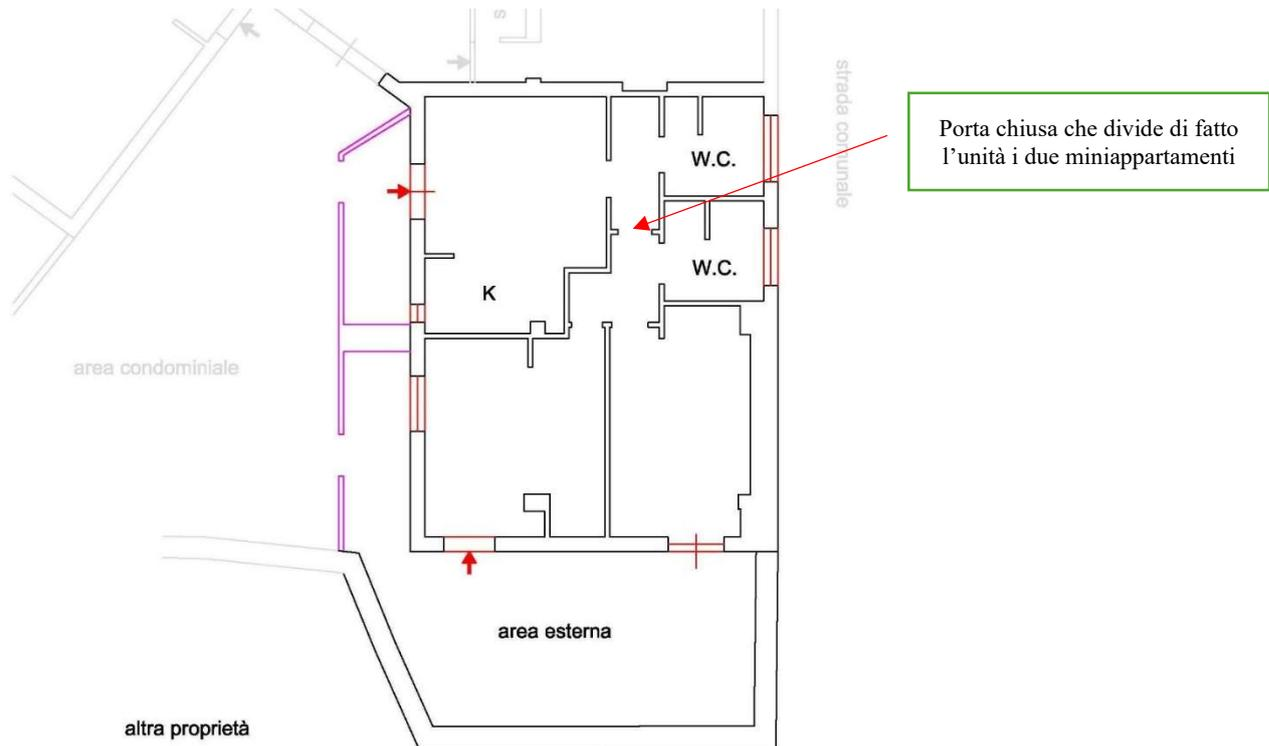 s
strada comunale
Porta chiusa che divide di fatto
l’unità i due miniappartamenti
W.C.
W.C.
K
area condominiale
area esterna
altra proprietà